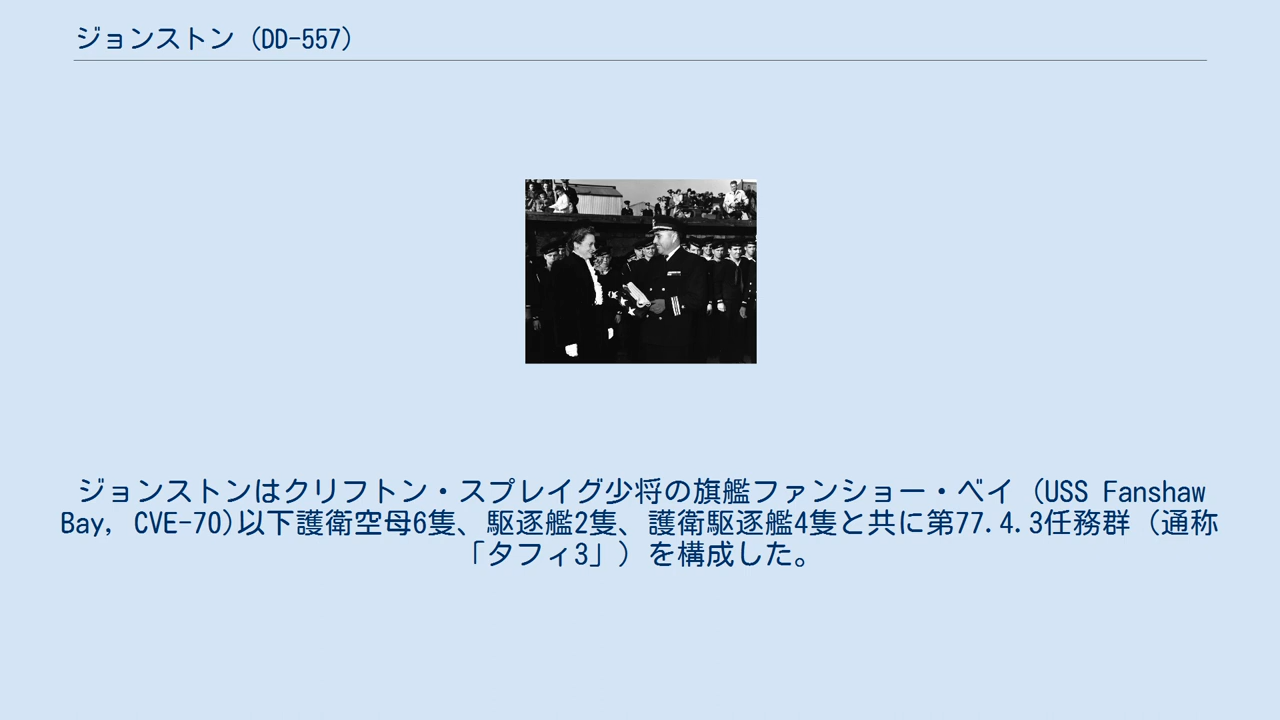 ジョンストン (DD-557)
ジョンストンはクリフトン・スプレイグ少将の旗艦ファンショー・ベイ (USS Fanshaw
Bay, CVE-70)以下護衛空母6隻、駆逐艦2隻、護衛駆逐艦4隻と共に第77.4.3任務群（通称
「タフィ3」）を構成した。